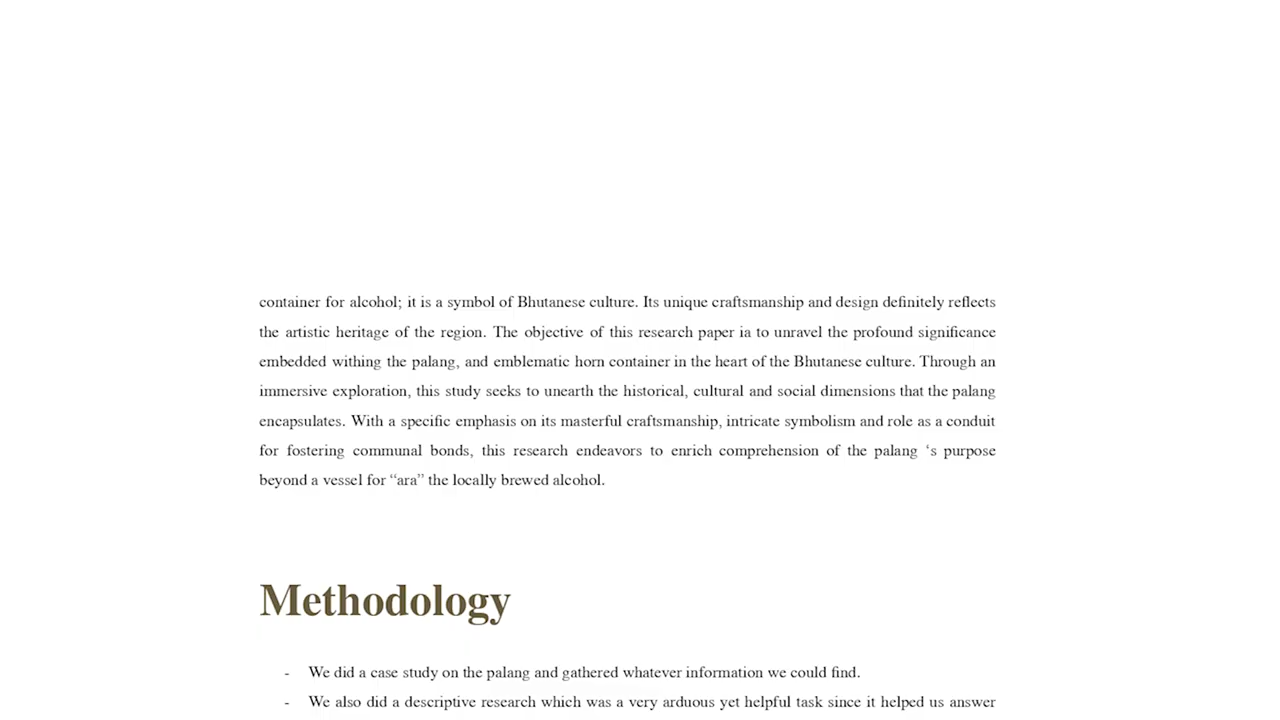 container for alcohol; it is a symbol of Bhutanese culture. Its unique craftsmanship and design definitely reflects
the artistic heritage of the region. The objective of this research paper ia to unravel the profound significance
embedded withing the palang, and emblematic horn container in the heart of the Bhutanese culture. Through an
immersive exploration, this study seeks to unearth the historical, cultural and social dimensions that the palang
encapsulates. With a specific emphasis on its masterful craftsmanship, intricate symbolism and role as a conduit
for fostering communal bonds, this research endeavors to enrich comprehension of the palang ‘s purpose
beyond a vessel for “ara” the locally brewed alcohol.
Methodology
- We did a case study on the palang and gathered whatever information we could find.
- We also did a descriptive research which was a very arduous yet helpful task since it helped us answer